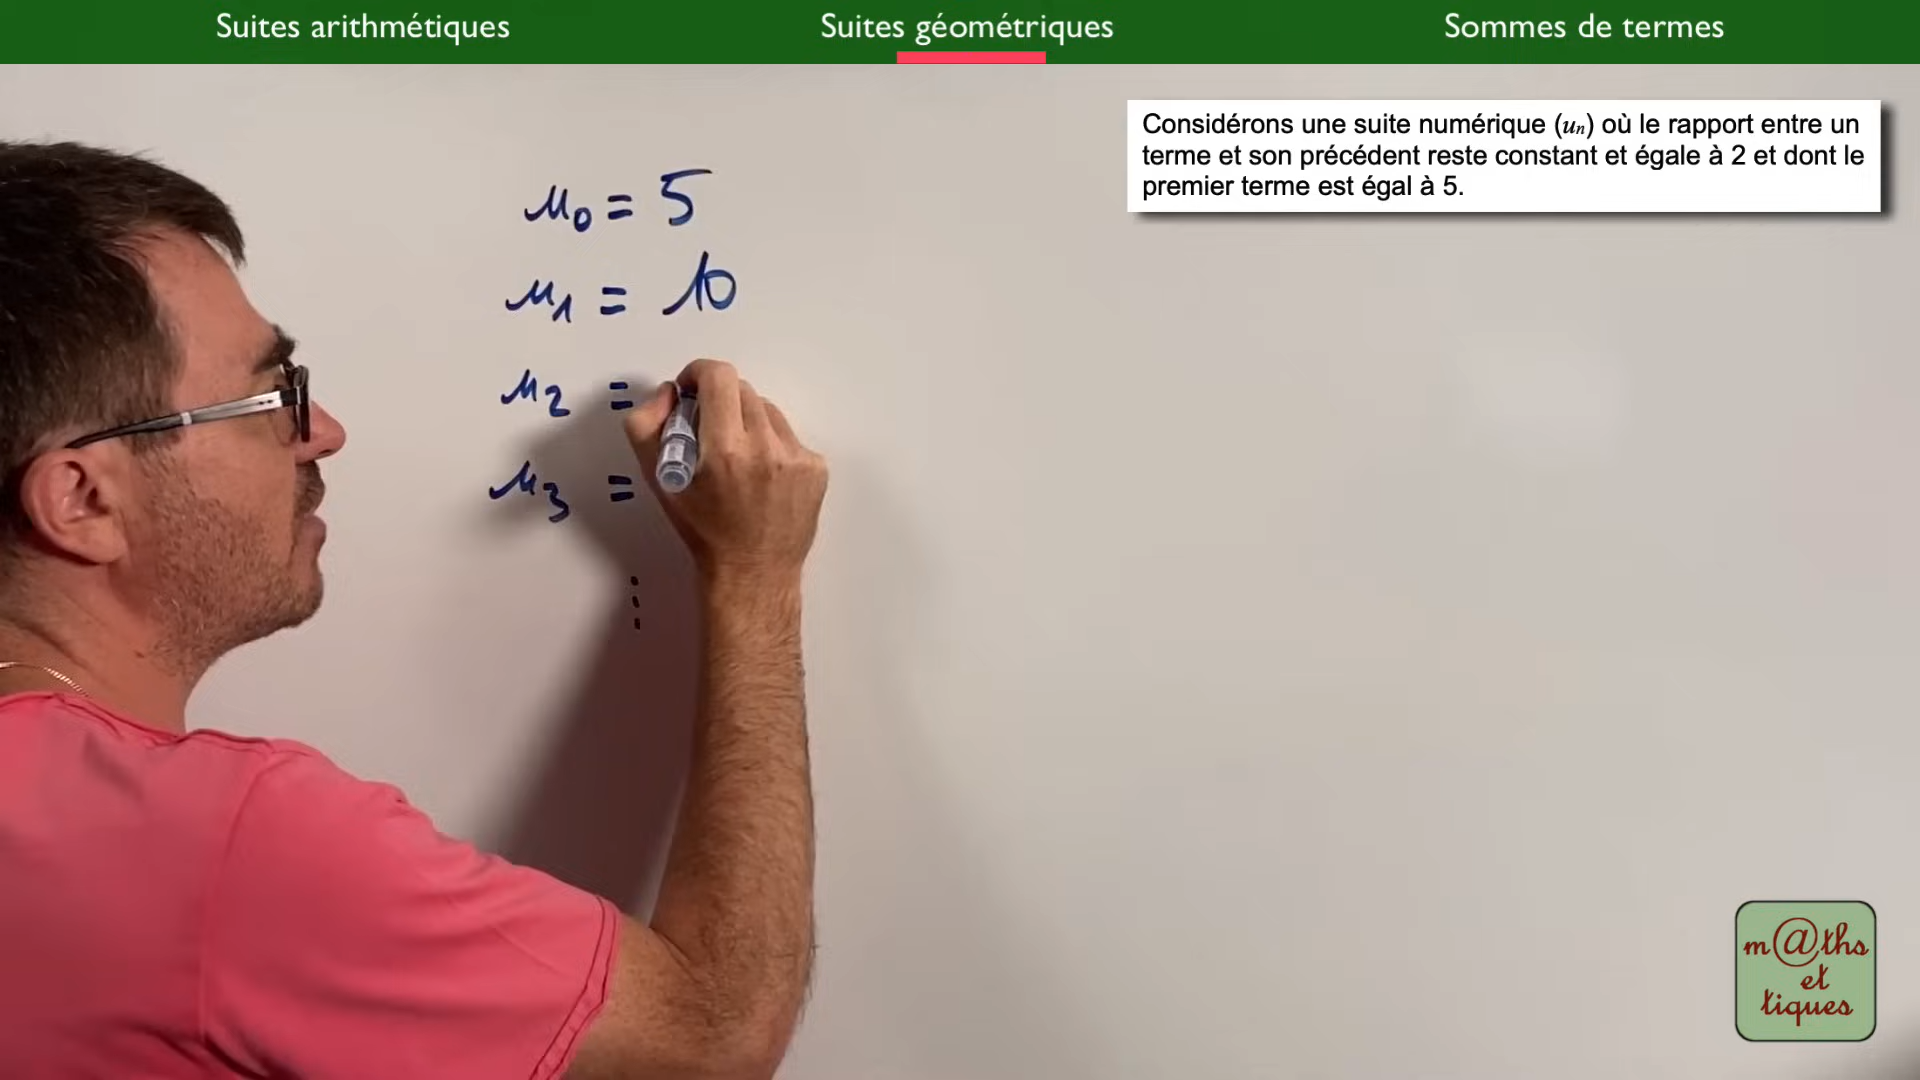 Suites arithmétiques
Suites géométriques
Sommes de termes
Considérons une suite numérique (uₙ) où le rapport entre un
terme et son précédent reste constant et égale à 2 et dont le
premier terme est égal à 5.
u₀ = 5
u₁ = 10
u₂ =
u₃ =
⋮
m@ths
et
tiques